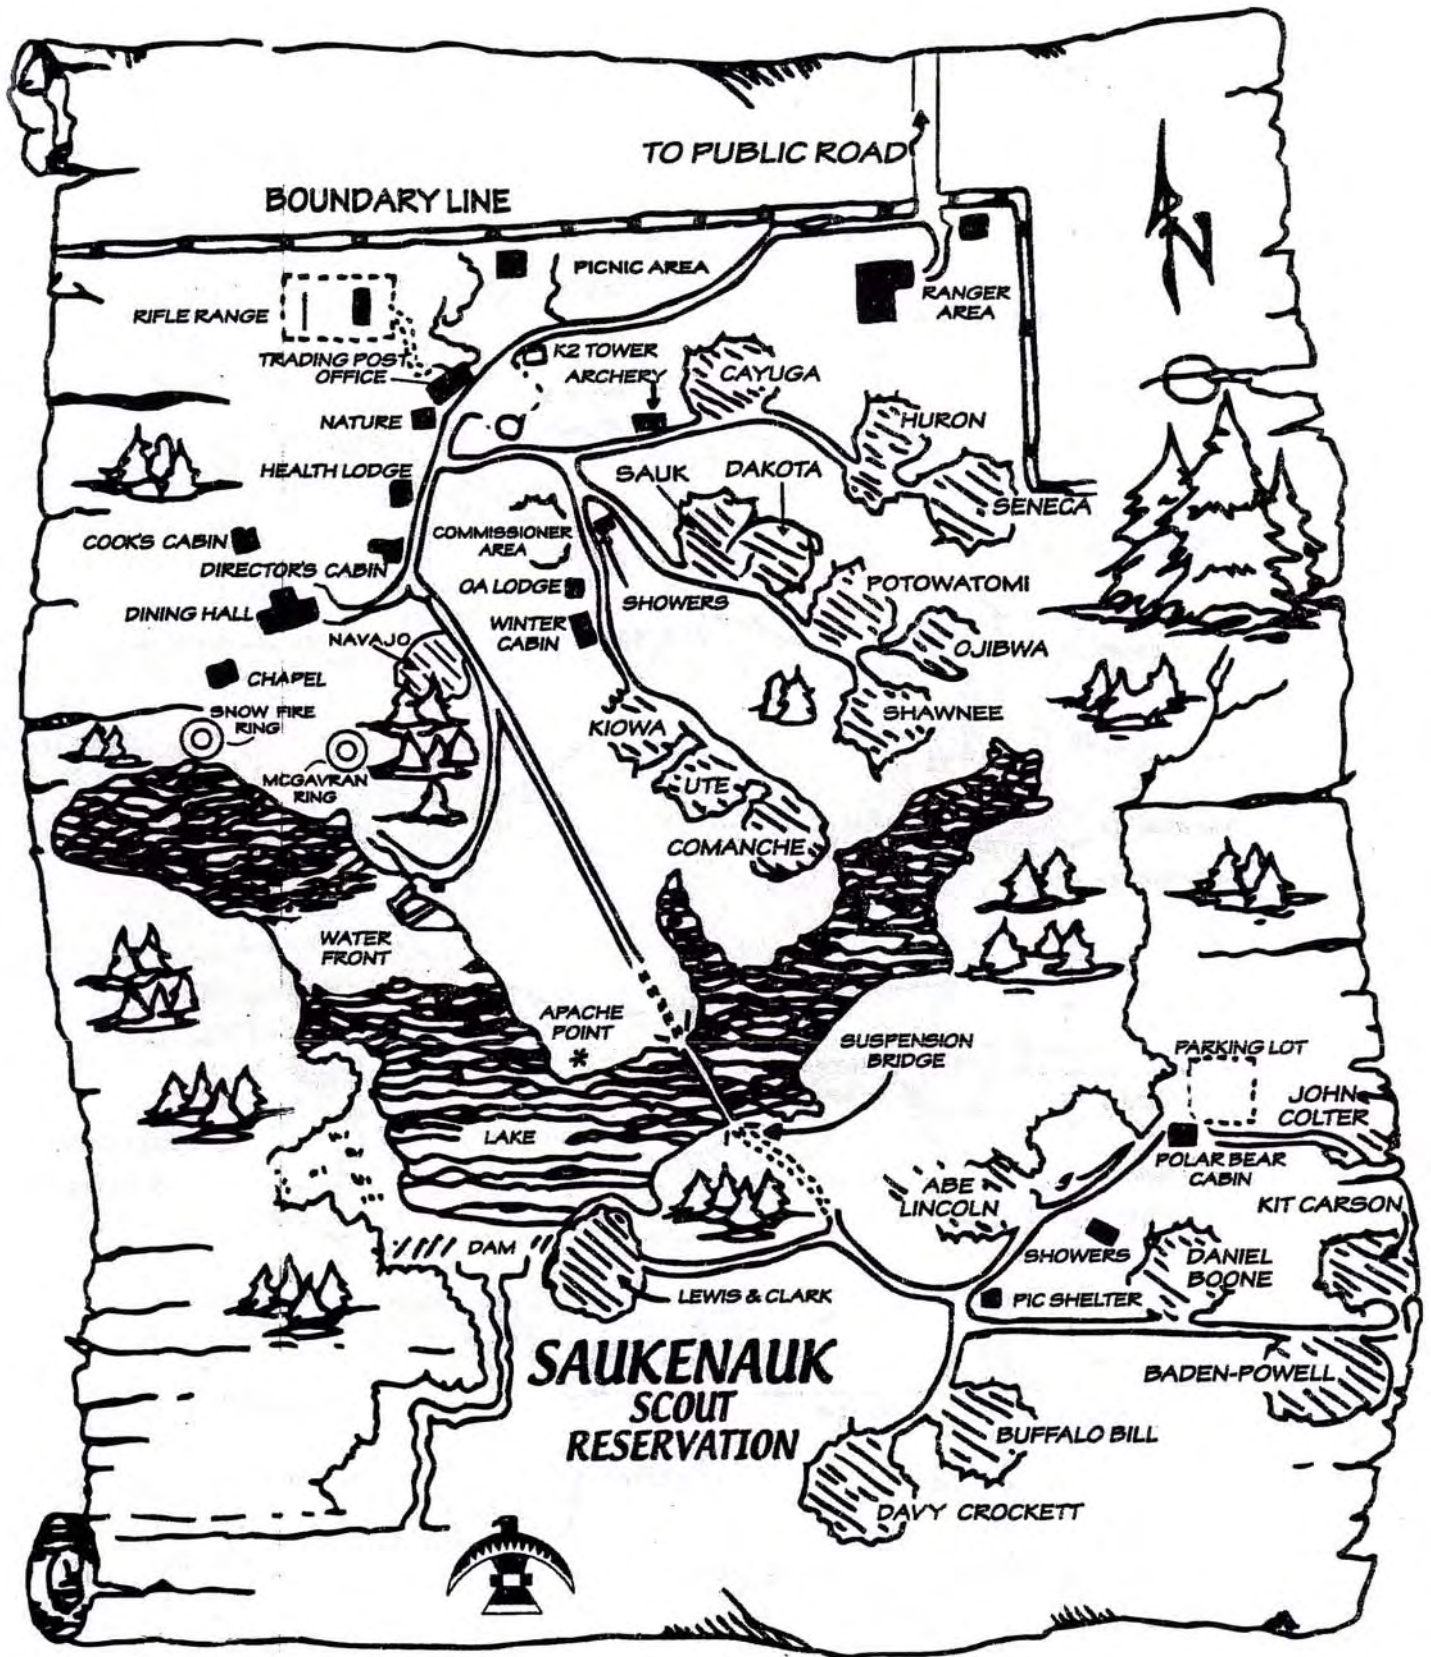 TO PUBLIC ROAD
BOUNDARY LINE
N
PICNIC AREA
RIFLE RANGE
RANGER
AREA
TRADING POST
OFFICE
K2 TOWER
ARCHERY
CAYUGA
NATURE
HURON
HEALTH LODGE
SAUK
DAKOTA
SENECA
COMMISSIONER
AREA
COOK'S CABIN
DIRECTOR'S CABIN
OA LODGE
SHOWERS
POTOWATOMI
DINING HALL
NAVAJO
WINTER
CABIN
OJIBWA
CHAPEL
SNOW FIRE
RING
KIOWA
SHAWNEE
MCGAVRAN
RING
UTE
COMANCHE
WATER
FRONT
APACHE
POINT
*
SUSPENSION
BRIDGE
PARKING LOT
JOHN
COLTER
LAKE
POLAR BEAR
CABIN
ABE
LINCOLN
KIT CARSON
DAM
SHOWERS
DANIEL
BOONE
LEWIS & CLARK
PIC SHELTER
SAUKENAUK
SCOUT
RESERVATION
BADEN-POWELL
BUFFALO BILL
DAVY CROCKETT